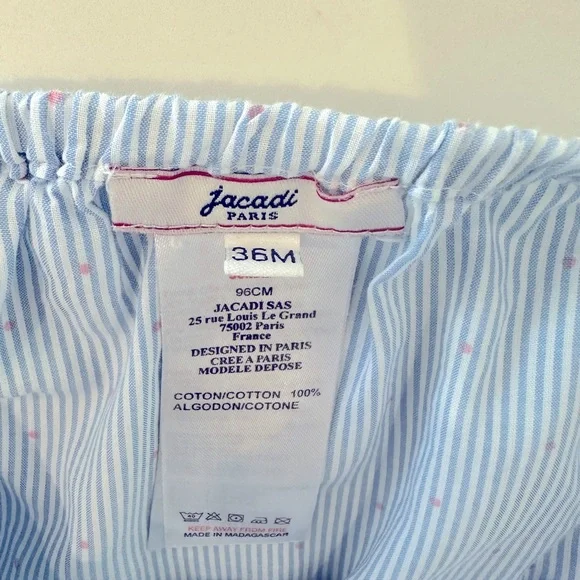 jacadi
PARIS
36M
96CM
JACADI SAS
25 rue Louis Le Grand
75002 Paris
France
DESIGNED IN PARIS
CREE A PARIS
MODELE DEPOSE
COTON/COTTON 100%
ALGODON/COTONE
KEEP AWAY FROM FIRE
MADE IN MADAGASCAR